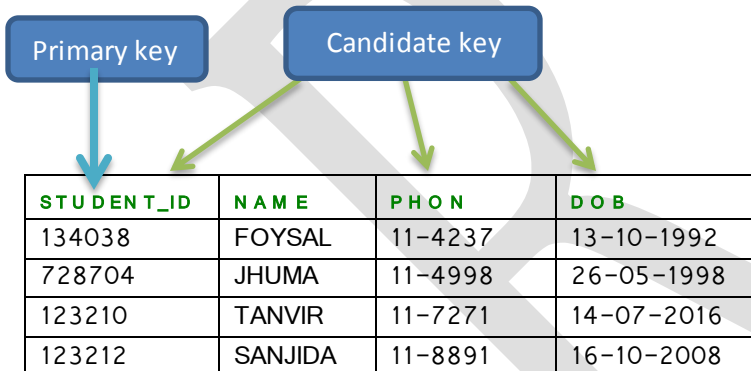 Primary key
Candidate key
STUDENT_ID NAME PHON DOB
134038 FOYSAL 11-4237 13-10-1992
728704 JHUMA 11-4998 26-05-1998
123210 TANVIR 11-7271 14-07-2016
123212 SANJIDA 11-8891 16-10-2008